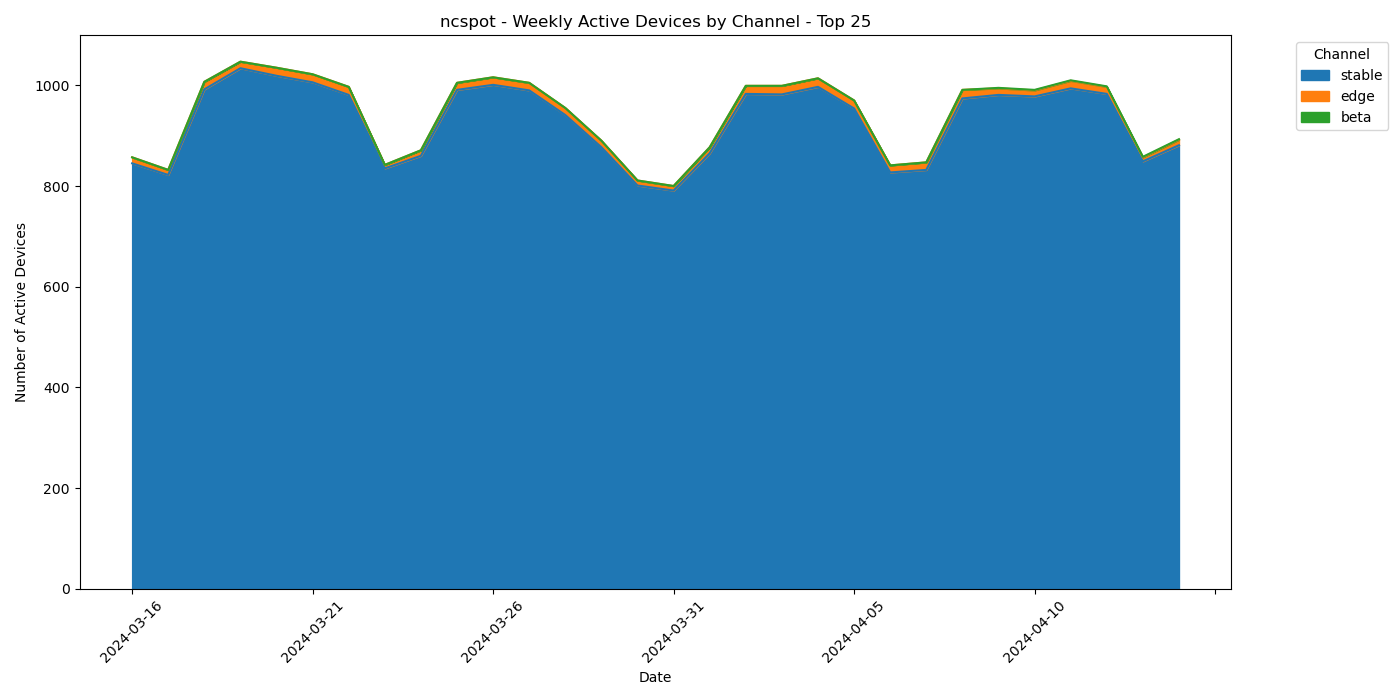 ncspot - Weekly Active Devices by Channel - Top 25
Channel
stable
edge
beta
Number of Active Devices
1000
800
600
400
200
0
2024-03-16
2024-03-21
2024-03-26
2024-03-31
2024-04-05
2024-04-10
Date